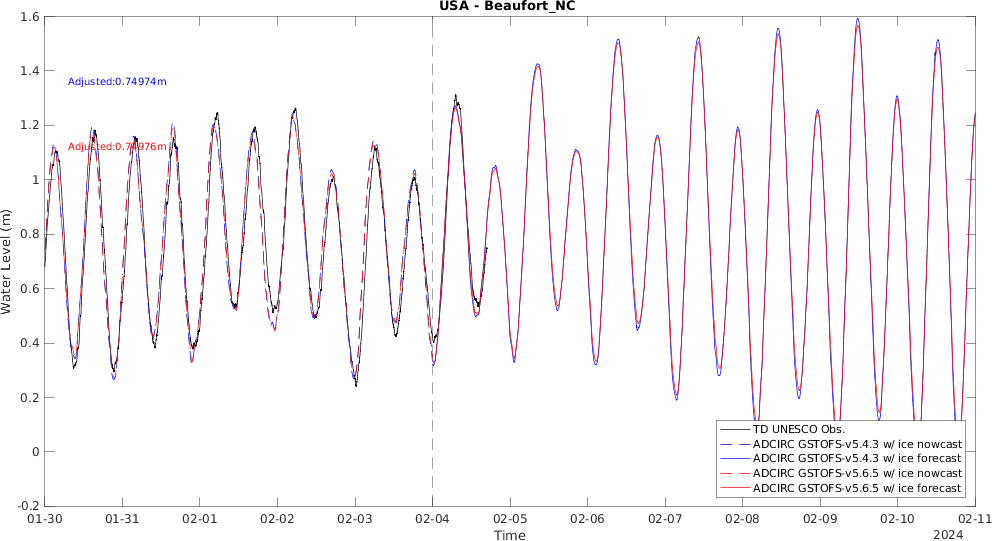 USA - Beaufort_NC
1.6
1.4
1.2
1
0.8
0.6
0.4
0.2
0
-0.2
Water Level (m)
Adjusted:0.74974m
Adjusted:0.74976m
TD UNESCO Obs.
ADCIRC GSTOFS-v5.4.3 w/ ice nowcast
ADCIRC GSTOFS-v5.4.3 w/ ice forecast
ADCIRC GSTOFS-v5.6.5 w/ ice nowcast
ADCIRC GSTOFS-v5.6.5 w/ ice forecast
01-30 01-31 02-01 02-02 02-03 02-04 02-05 02-06 02-07 02-08 02-09 02-10 02-11
Time
2024